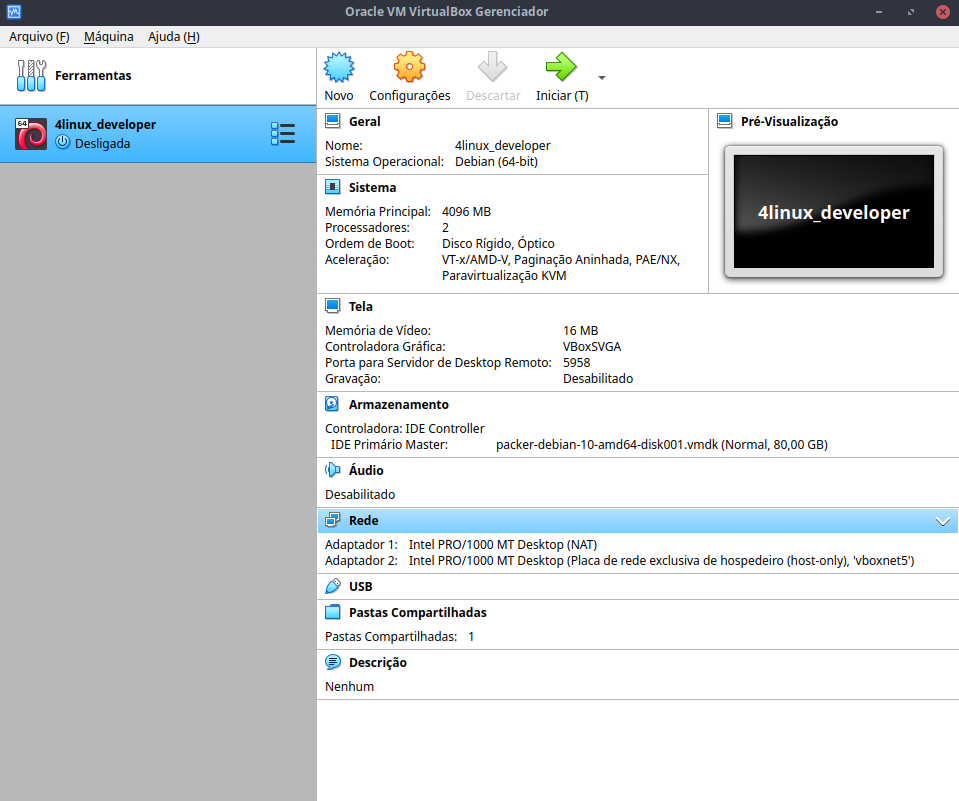 Oracle VM VirtualBox Gerenciador
Arquivo (F) Máquina Ajuda (H)
Ferramentas
64
4linux_developer
Desligada
Novo Configurações Descartar Iniciar (T)
Geral
Nome: 4linux_developer
Sistema Operacional: Debian (64-bit)
Sistema
Memória Principal: 4096 MB
Processadores: 2
Ordem de Boot: Disco Rígido, Óptico
Aceleração: VT-x/AMD-V, Paginação Aninhada, PAE/NX,
Paravirtualização KVM
Pré-Visualização
4linux_developer
Tela
Memória de Vídeo: 16 MB
Controladora Gráfica: VBoxSVGA
Porta para Servidor de Desktop Remoto: 5958
Gravação: Desabilitado
Armazenamento
Controladora: IDE Controller
IDE Primário Master: packer-debian-10-amd64-disk001.vmdk (Normal, 80,00 GB)
Áudio
Desabilitado
Rede
Adaptador 1: Intel PRO/1000 MT Desktop (NAT)
Adaptador 2: Intel PRO/1000 MT Desktop (Placa de rede exclusiva de hospedeiro (host-only), 'vboxnet5')
USB
Pastas Compartilhadas
Pastas Compartilhadas: 1
Descrição
Nenhum